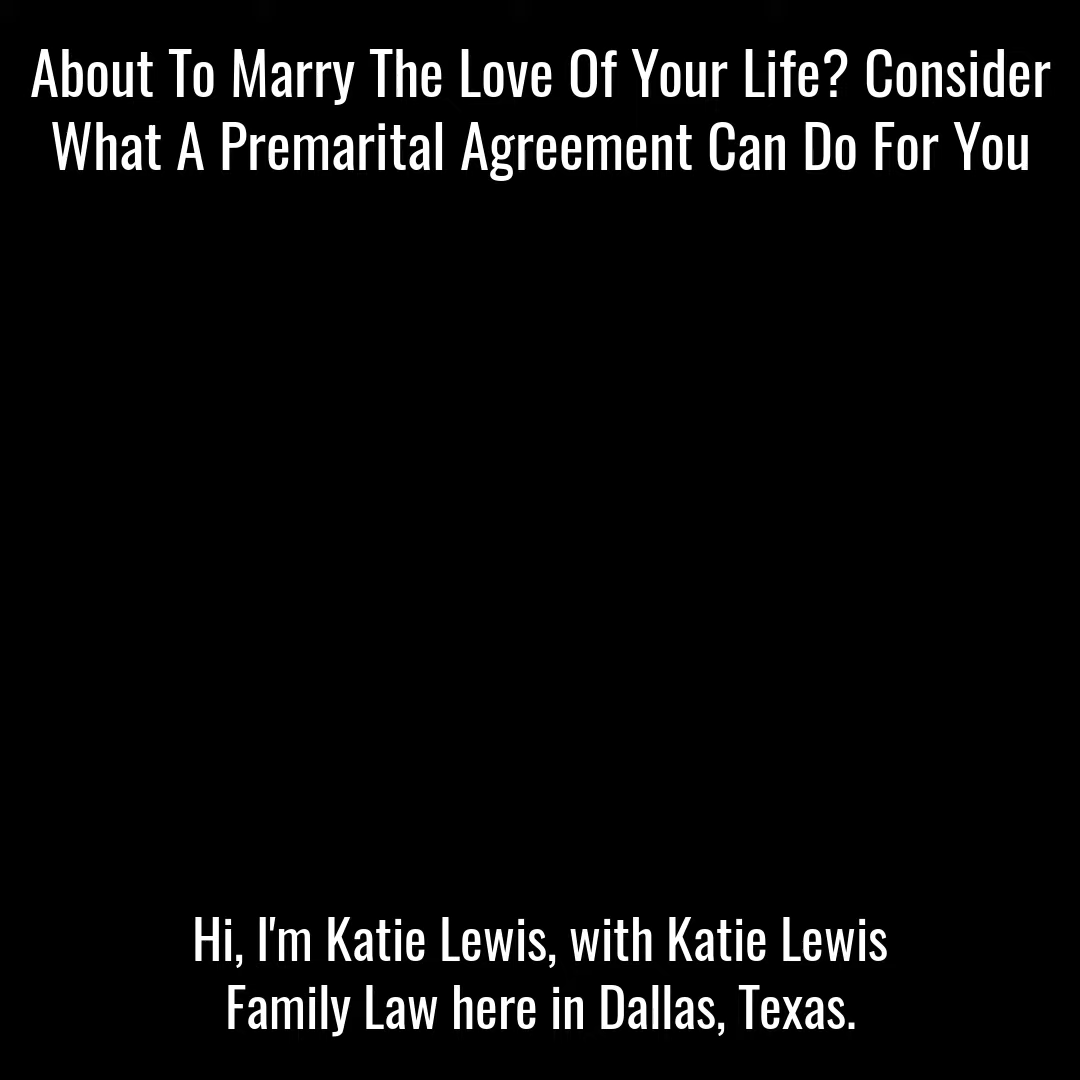 About To Marry The Love Of Your Life? Consider
What A Premarital Agreement Can Do For You
Hi, I'm Katie Lewis, with Katie Lewis
Family Law here in Dallas, Texas.